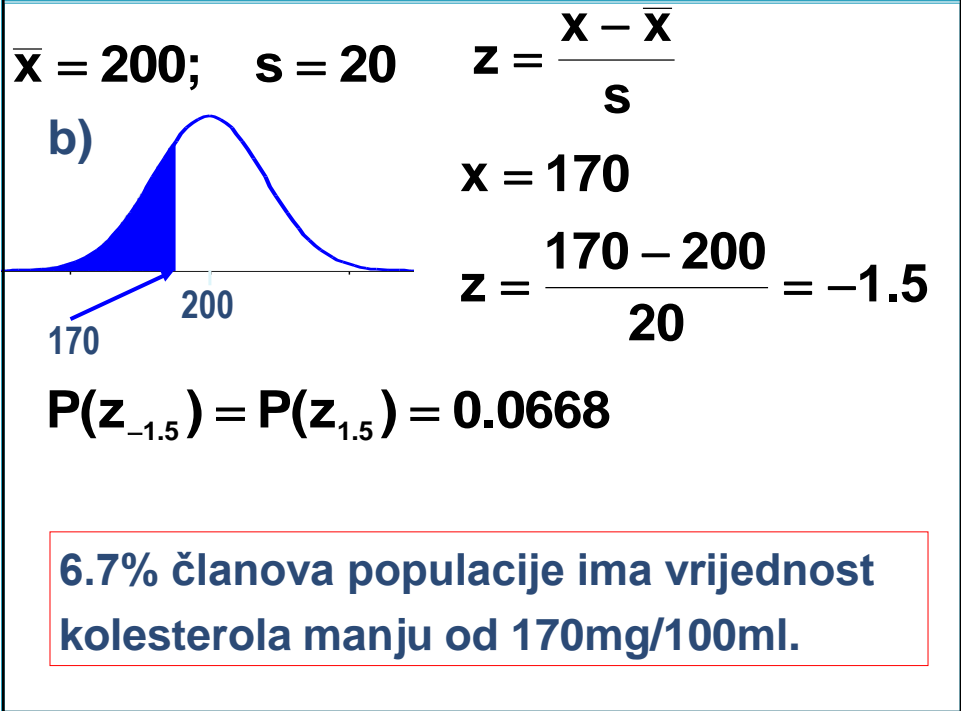 x̄ = 200;   s = 20   z = (x − x̄) / s
b)
x = 170
z = (170 − 200) / 20 = −1.5
200
170
P(z₋₁.₅) = P(z₁.₅) = 0.0668
6.7% članova populacije ima vrijednost
kolesterola manju od 170mg/100ml.